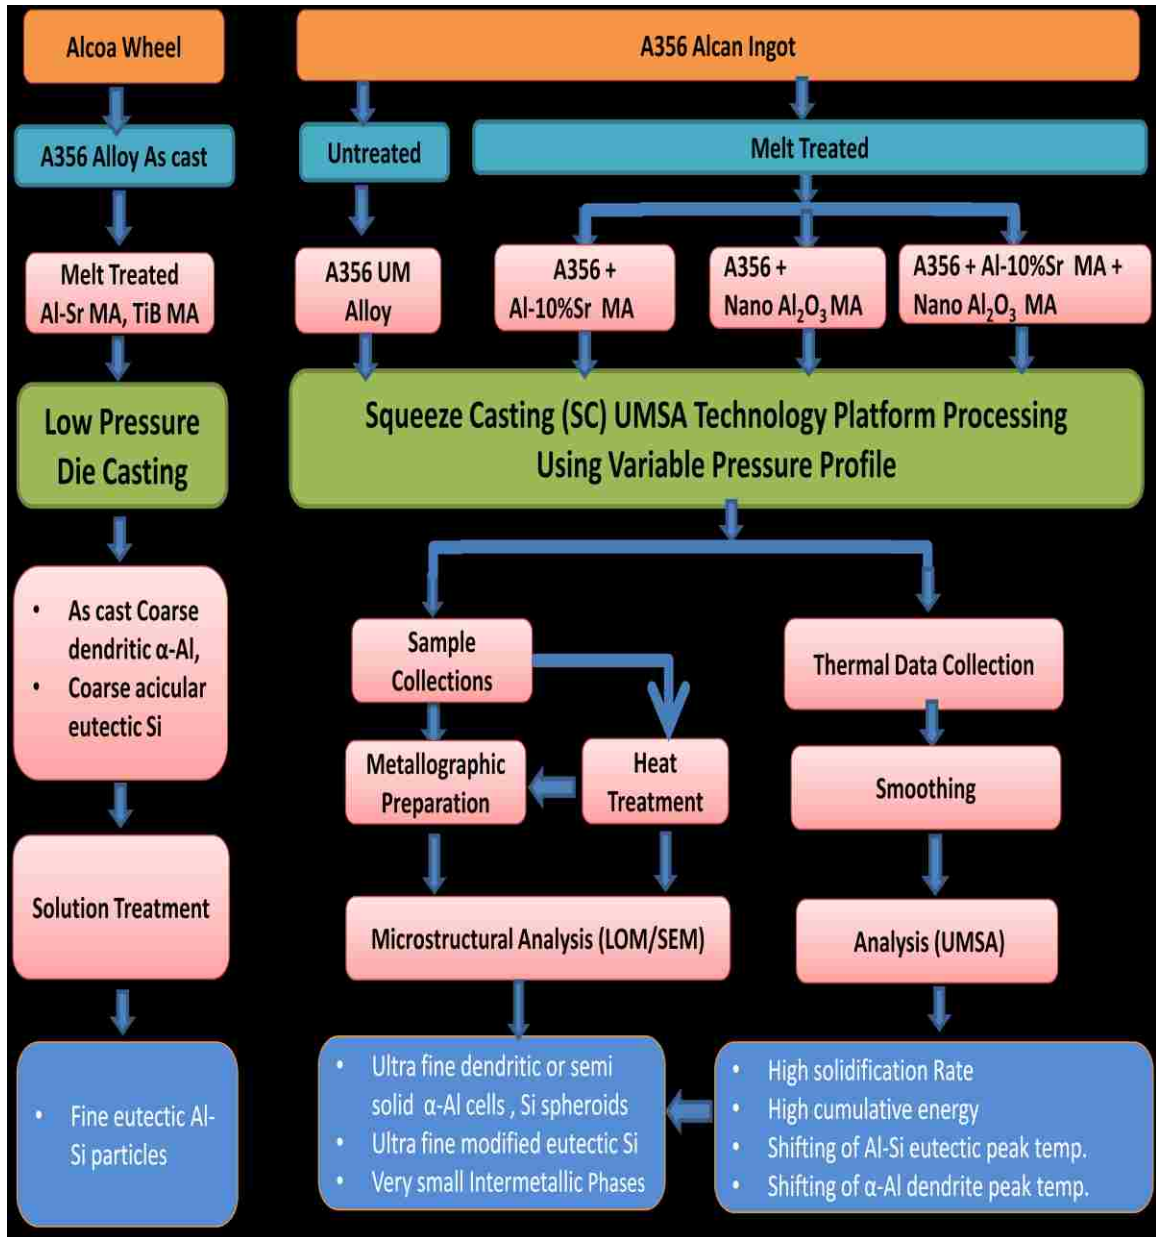 Alcoa Wheel
A356 Alloy As cast
Melt Treated
Al-Sr MA, TiB MA
Low Pressure
Die Casting
• As cast Coarse
dendritic α-Al,
• Coarse acicular
eutectic Si
Solution Treatment
• Fine eutectic Al-
Si particles
A356 Alcan Ingot
Untreated
Melt Treated
A356 UM
Alloy
A356 +
Al-10%Sr MA
A356 +
Nano Al₂O₃ MA
A356 + Al-10%Sr MA +
Nano Al₂O₃ MA
Squeeze Casting (SC) UMSA Technology Platform Processing
Using Variable Pressure Profile
Sample
Collections
Thermal Data Collection
Metallographic
Preparation
Heat
Treatment
Smoothing
Microstructural Analysis (LOM/SEM)
Analysis (UMSA)
• Ultra fine dendritic or semi
solid α-Al cells , Si spheroids
• Ultra fine modified eutectic Si
• Very small Intermetallic Phases
• High solidification Rate
• High cumulative energy
• Shifting of Al-Si eutectic peak temp.
• Shifting of α-Al dendrite peak temp.